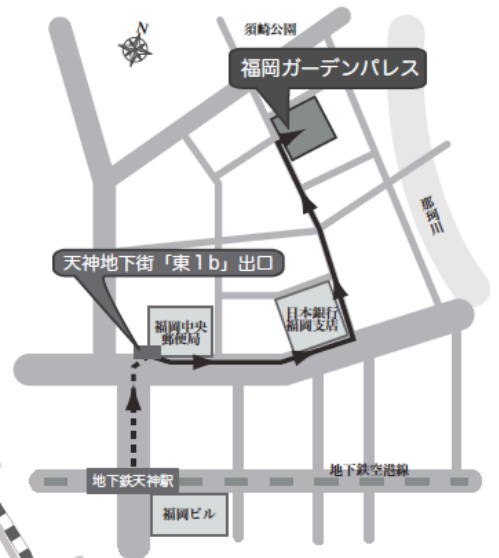 N
須崎公園
福岡ガーデンパレス
那珂川
天神地下街「東1b」出口
福岡中央
郵便局
日本銀行
福岡支店
地下鉄空港線
地下鉄天神駅
福岡ビル